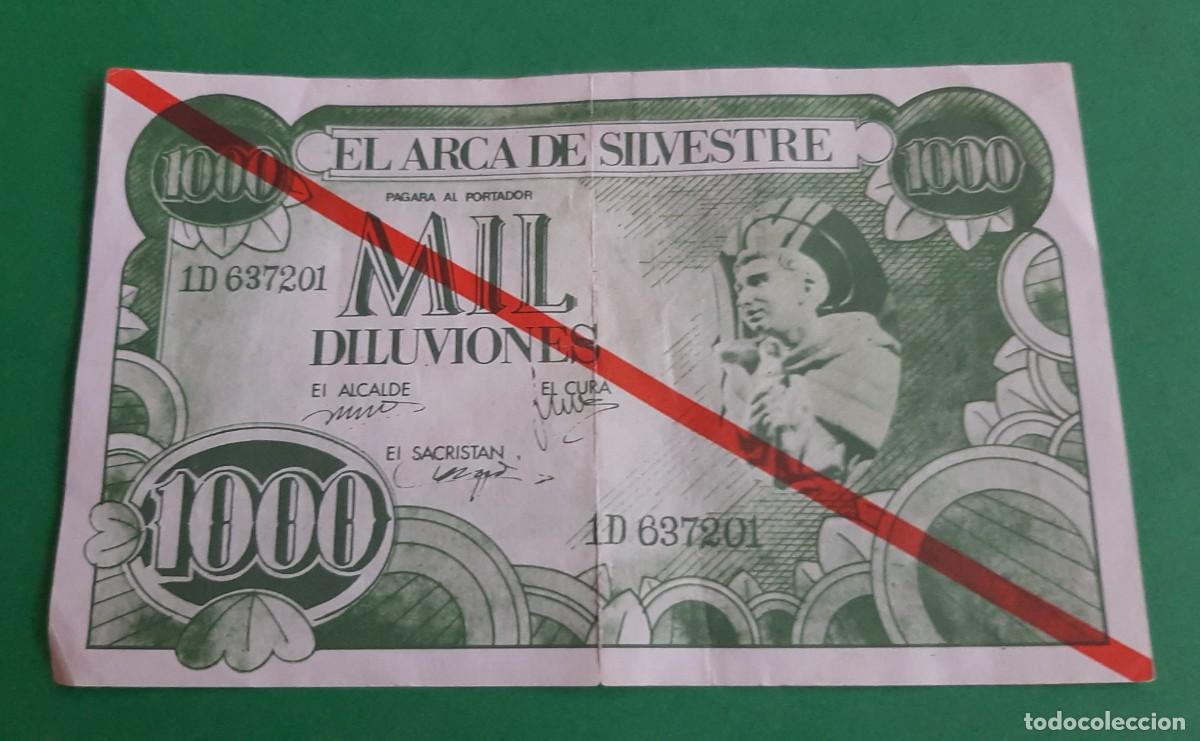 1000
EL ARCA DE SILVESTRE
1000
PAGARA AL PORTADOR
1D 637201
MIL
DILUVIONES
El ALCALDE
EL CURA
El SACRISTAN
1000
1D 637201
todocoleccion